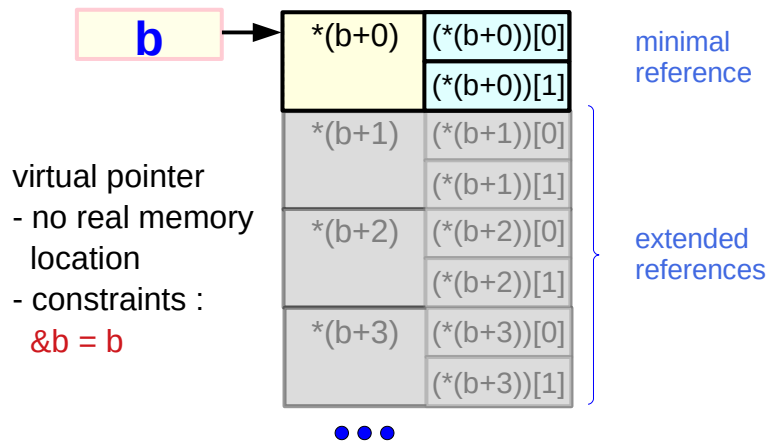 b
*(b+0)
(*(b+0))[0]
(*(b+0))[1]
*(b+1)
(*(b+1))[0]
(*(b+1))[1]
*(b+2)
(*(b+2))[0]
(*(b+2))[1]
*(b+3)
(*(b+3))[0]
(*(b+3))[1]
minimal
reference
extended
references
virtual pointer
- no real memory
location
- constraints :
&b = b